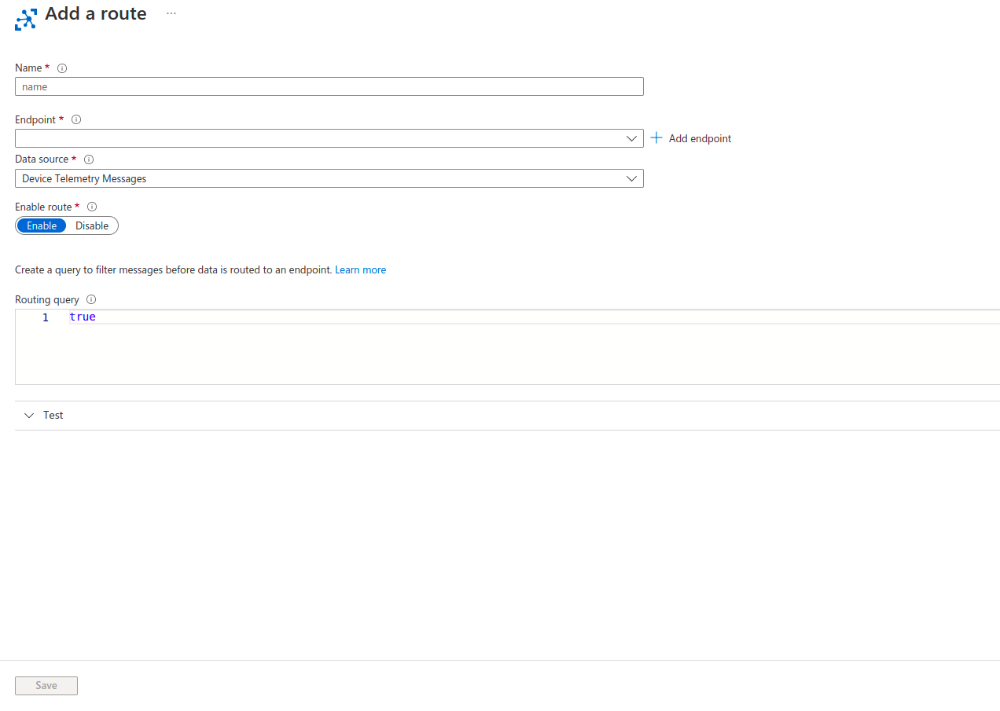 Add a route ...
Name *
name
Endpoint *
Add endpoint
Data source *
Device Telemetry Messages
Enable route *
Enable Disable
Create a query to filter messages before data is routed to an endpoint. Learn more
Routing query
1 true
Test
Save